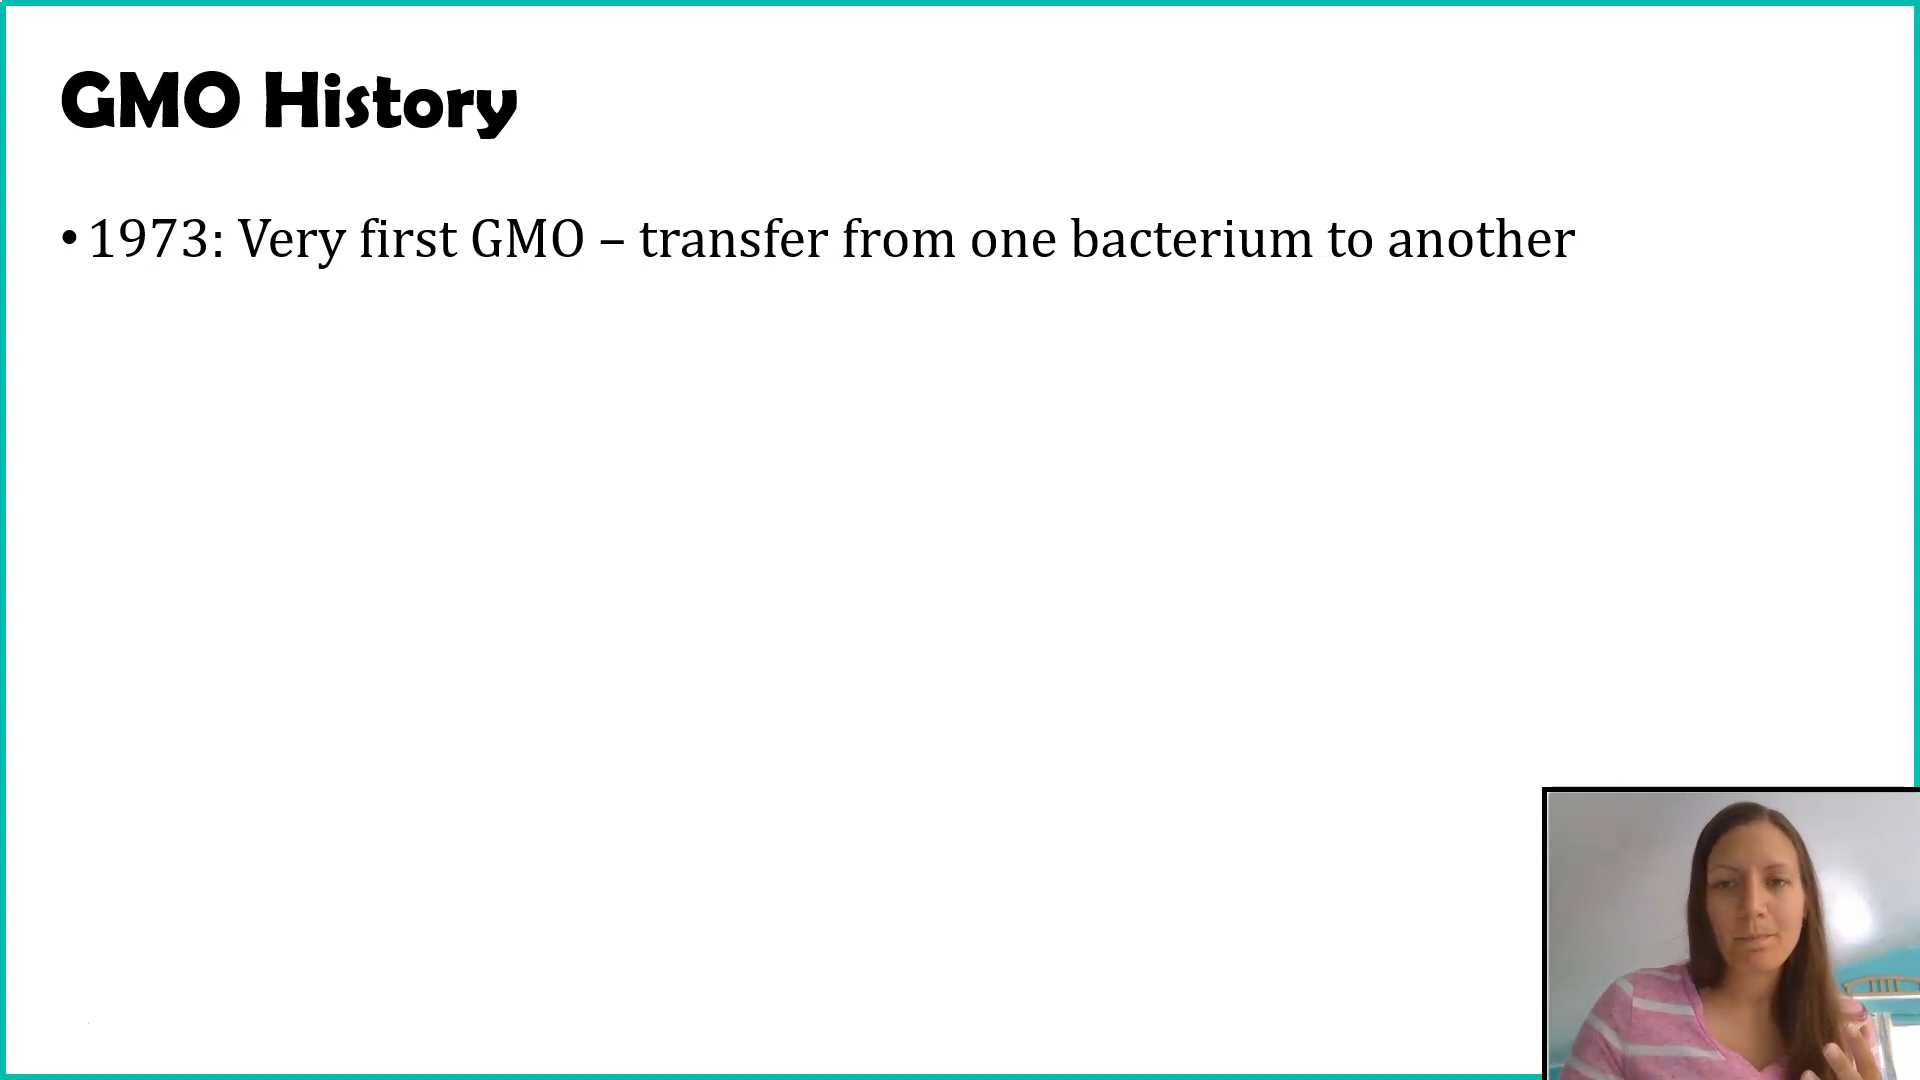 GMO History
• 1973: Very first GMO – transfer from one bacterium to another